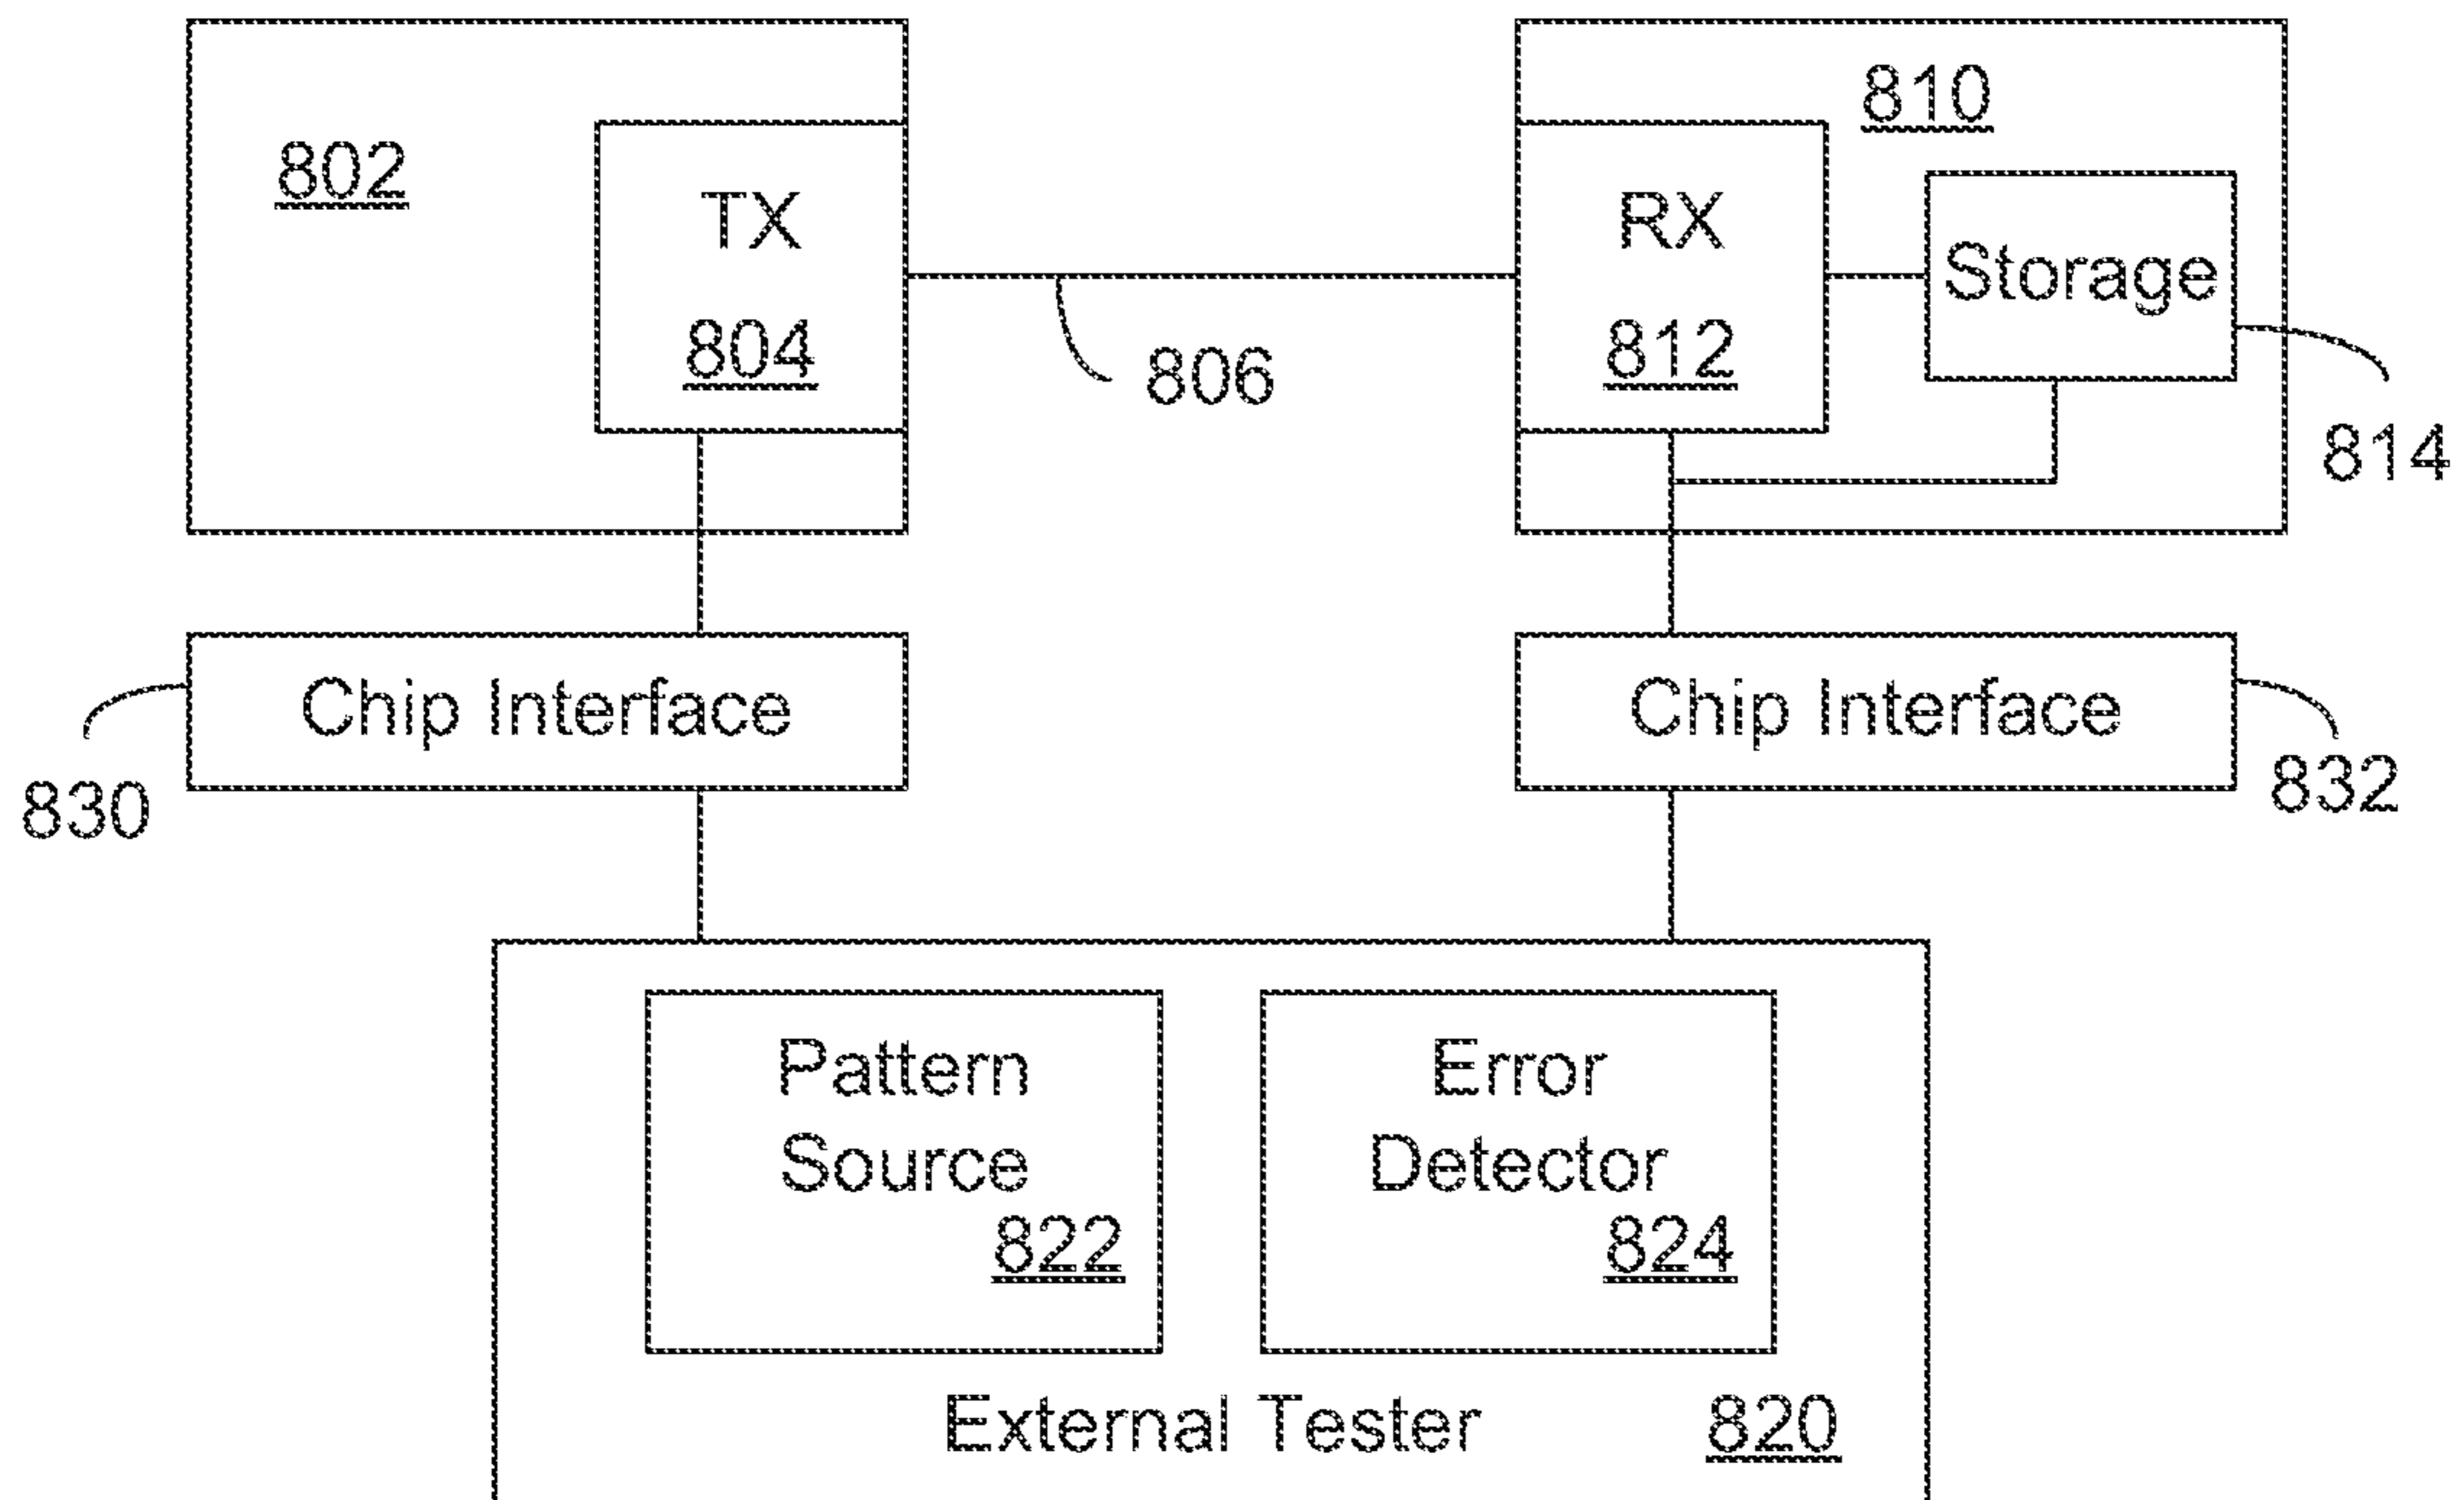 810
802
TX
804
806
RX
812
Storage
814
Chip Interface
830
Chip Interface
832
Pattern
Source
822
Error
Detector
824
External Tester
820